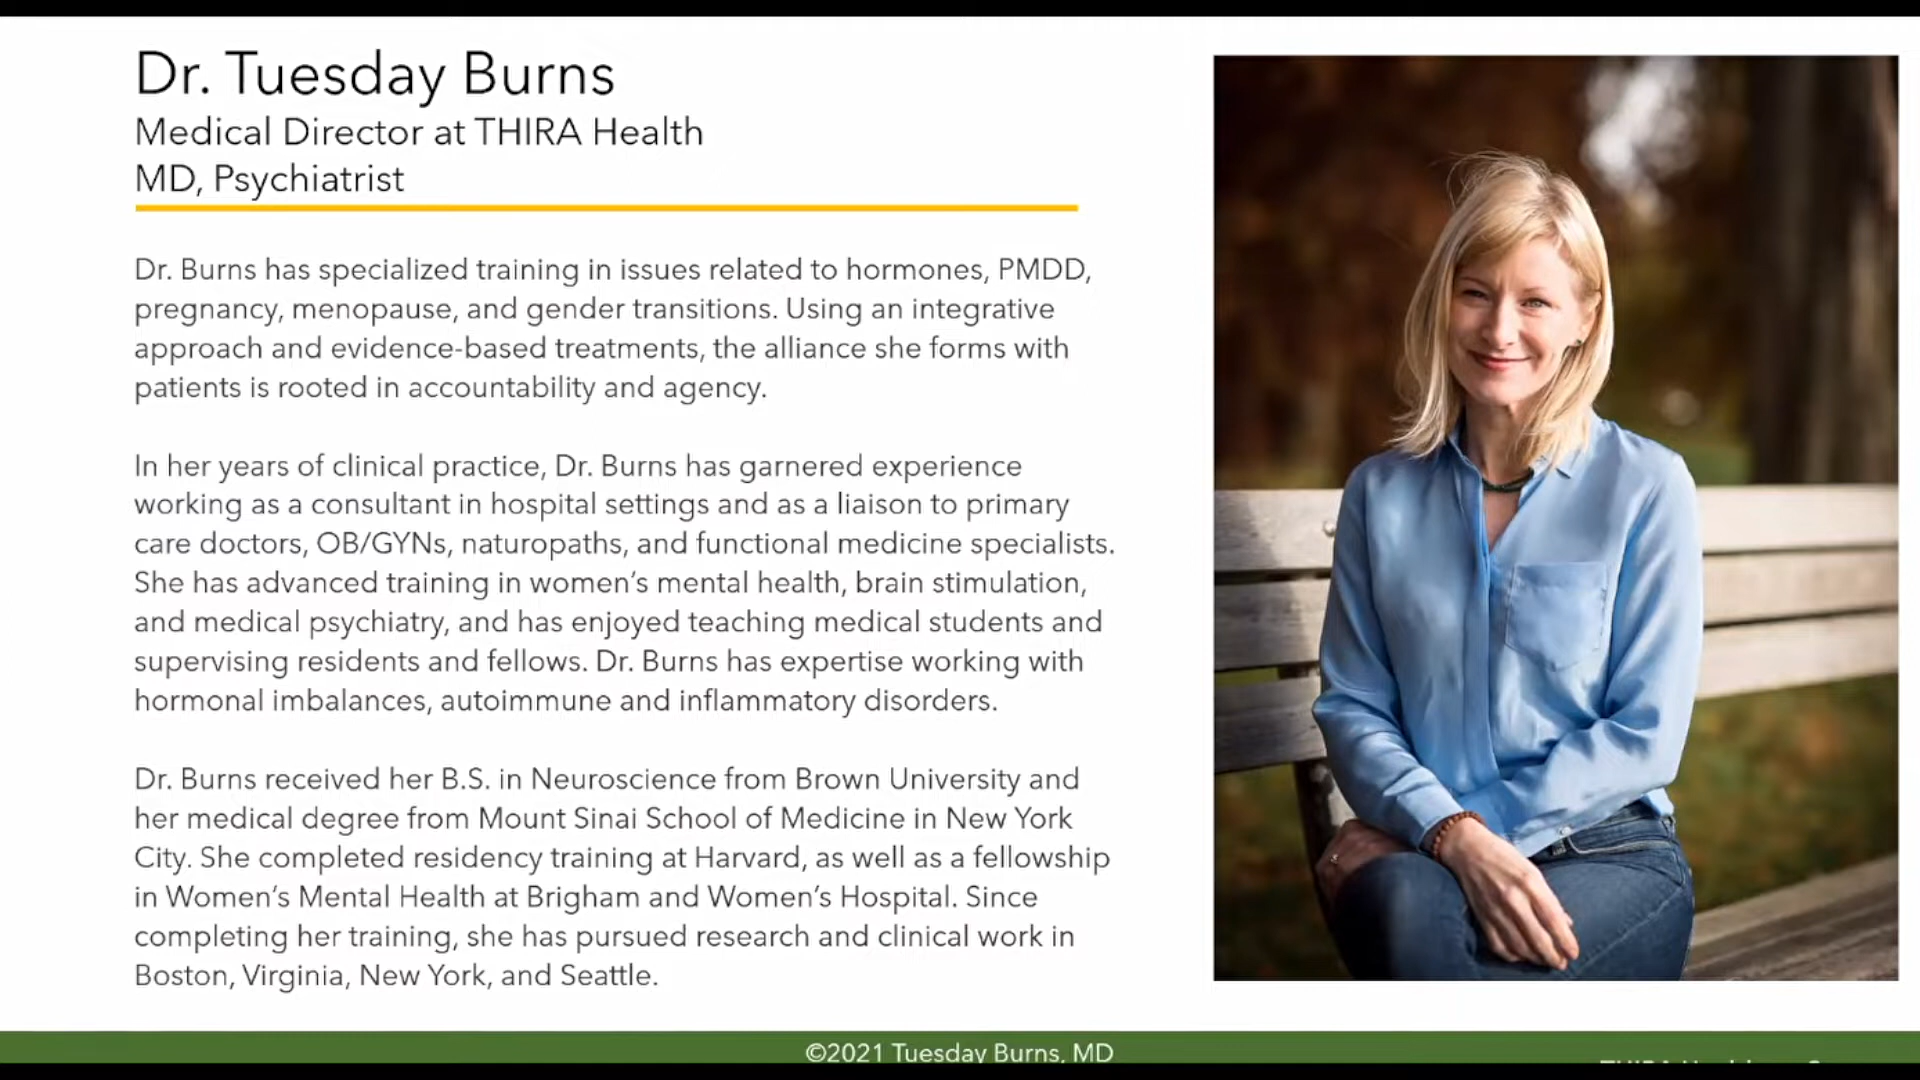 Dr. Tuesday Burns
Medical Director at THIRA Health
MD, Psychiatrist
Dr. Burns has specialized training in issues related to hormones, PMDD,
pregnancy, menopause, and gender transitions. Using an integrative
approach and evidence-based treatments, the alliance she forms with
patients is rooted in accountability and agency.
In her years of clinical practice, Dr. Burns has garnered experience
working as a consultant in hospital settings and as a liaison to primary
care doctors, OB/GYNs, naturopaths, and functional medicine specialists.
She has advanced training in women’s mental health, brain stimulation,
and medical psychiatry, and has enjoyed teaching medical students and
supervising residents and fellows. Dr. Burns has expertise working with
hormonal imbalances, autoimmune and inflammatory disorders.
Dr. Burns received her B.S. in Neuroscience from Brown University and
her medical degree from Mount Sinai School of Medicine in New York
City. She completed residency training at Harvard, as well as a fellowship
in Women’s Mental Health at Brigham and Women’s Hospital. Since
completing her training, she has pursued research and clinical work in
Boston, Virginia, New York, and Seattle.
©2021 Tuesday Burns, MD